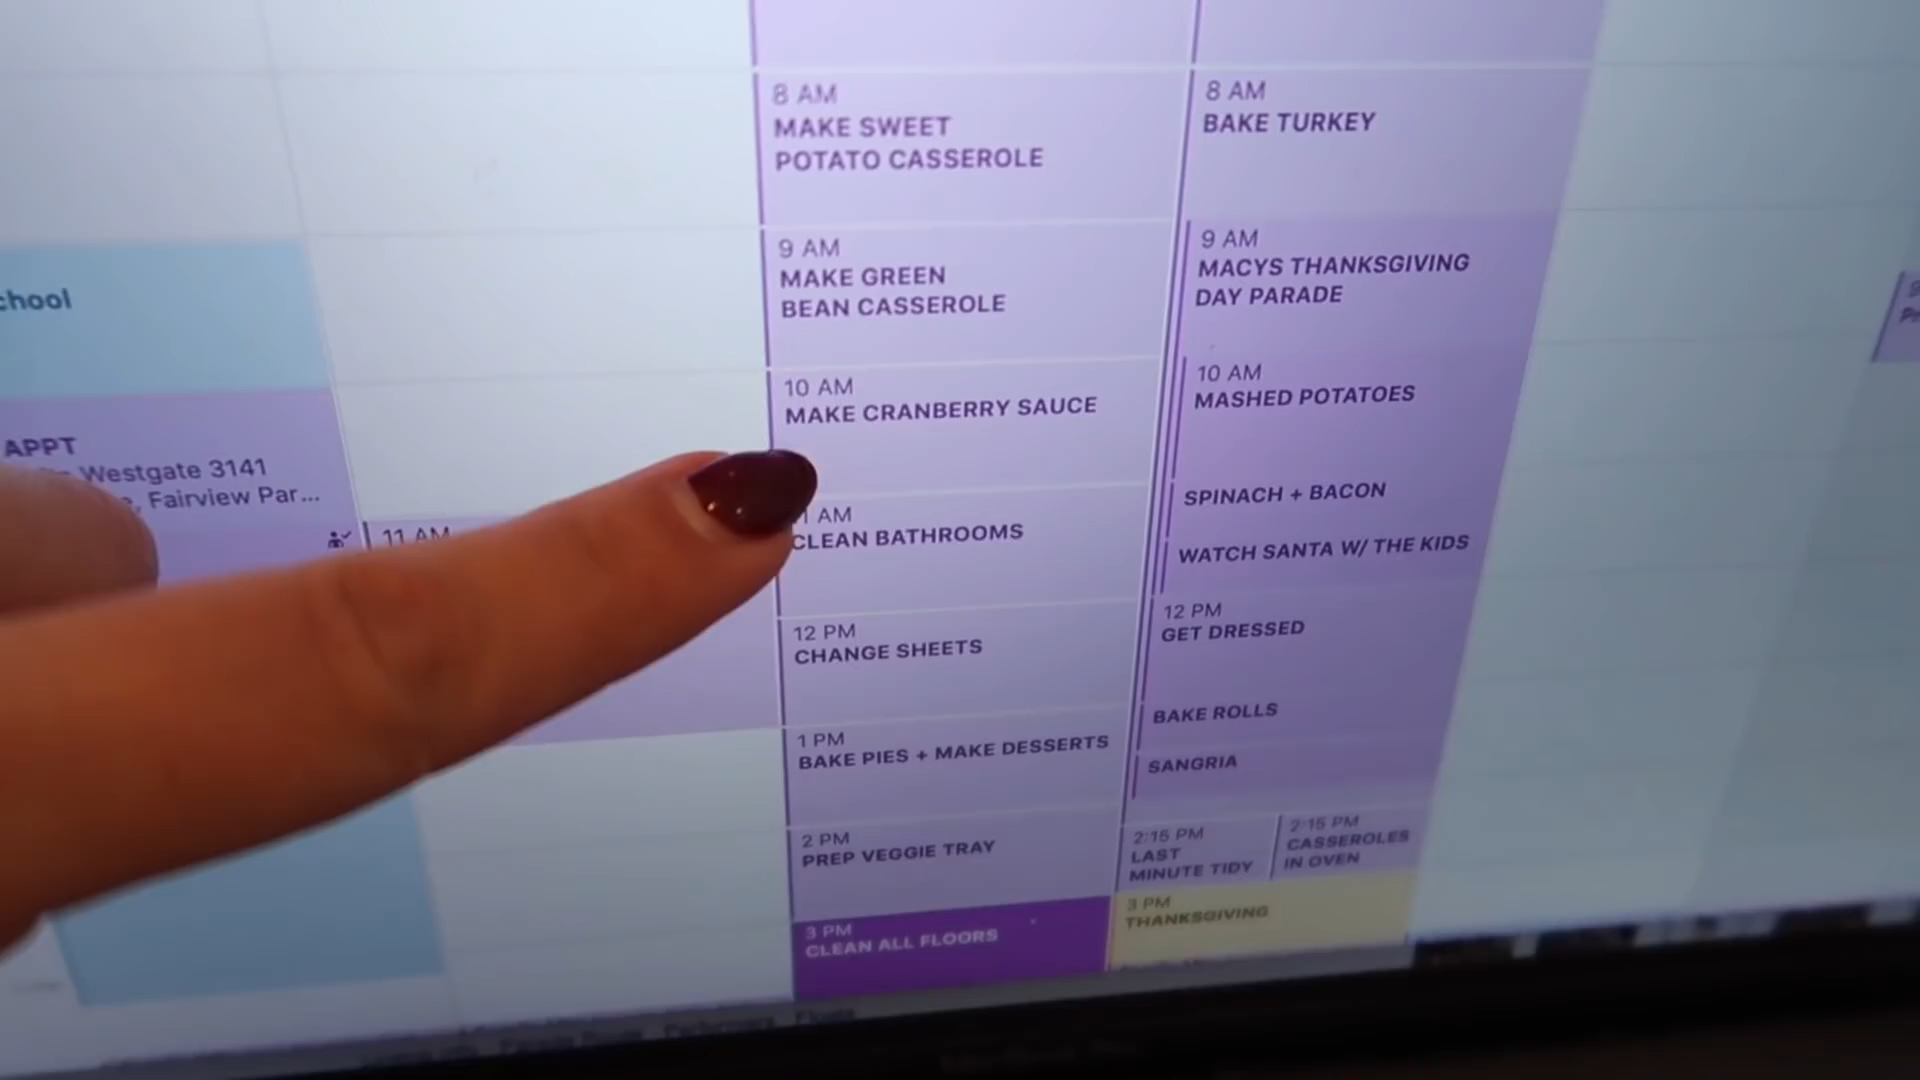 chool
APPT
Westgate 3141
, Fairview Par...
11 AM
8 AM
MAKE SWEET
POTATO CASSEROLE
9 AM
MAKE GREEN
BEAN CASSEROLE
10 AM
MAKE CRANBERRY SAUCE
AM
CLEAN BATHROOMS
12 PM
CHANGE SHEETS
1 PM
BAKE PIES + MAKE DESSERTS
2 PM
PREP VEGGIE TRAY
3 PM
CLEAN ALL FLOORS
8 AM
BAKE TURKEY
9 AM
MACYS THANKSGIVING
DAY PARADE
10 AM
MASHED POTATOES
SPINACH + BACON
WATCH SANTA W/ THE KIDS
12 PM
GET DRESSED
BAKE ROLLS
SANGRIA
2:15 PM
LAST
MINUTE TIDY
2:15 PM
CASSEROLES
IN OVEN
3 PM
THANKSGIVING